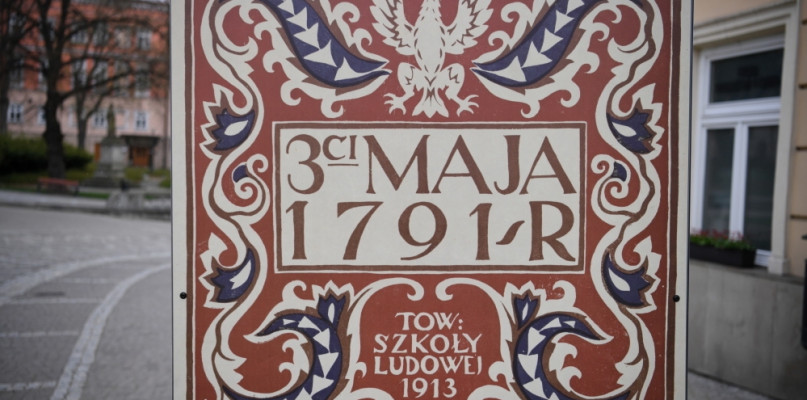 3CI MAJA
1791-R
TOW:
SZKOŁY
LUDOWEJ
1913